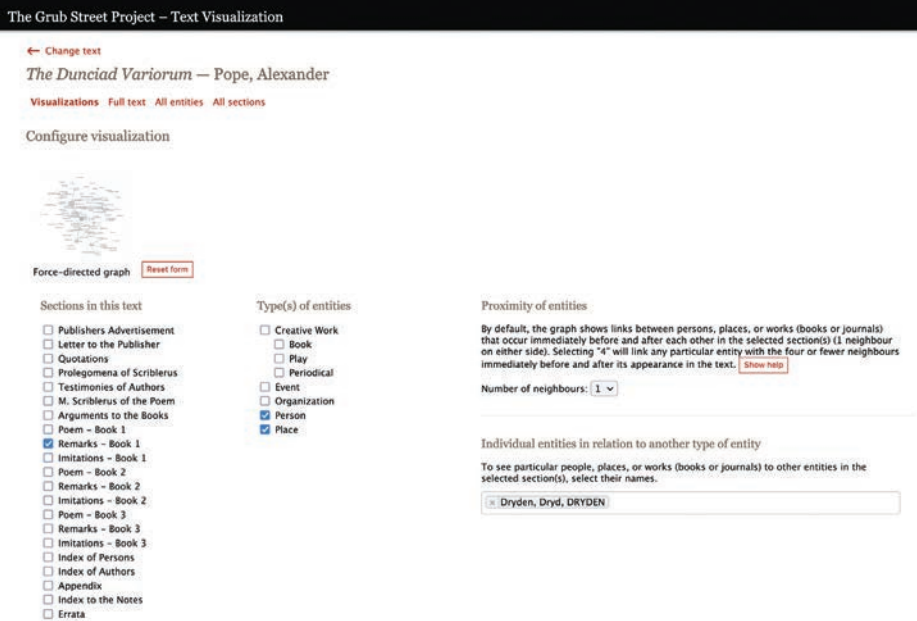 The Grub Street Project – Text Visualization
← Change text
The Dunciad Variorum — Pope, Alexander
Visualizations Full text All entities All sections
Configure visualization
Force-directed graph Reset form
Sections in this text
Publishers Advertisement
Letter to the Publisher
Quotations
Prolegomena of Scriblerus
Testimonies of Authors
M. Scriblerus of the Poem
Arguments to the Books
Poem – Book 1
Remarks – Book 1
Imitations – Book 1
Poem – Book 2
Remarks – Book 2
Imitations – Book 2
Poem – Book 3
Remarks – Book 3
Imitations – Book 3
Index of Persons
Index of Authors
Appendix
Index to the Notes
Errata
Type(s) of entities
Creative Work
Book
Play
Periodical
Event
Organization
Person
Place
Proximity of entities
By default, the graph shows links between persons, places, or works (books or journals)
that occur immediately before and after each other in the selected section(s) (1 neighbour
on either side). Selecting "4" will link any particular entity with the four or fewer neighbours
immediately before and after its appearance in the text. Show help
Number of neighbours: 1
Individual entities in relation to another type of entity
To see particular people, places, or works (books or journals) to other entities in the
selected section(s), select their names.
× Dryden, Dryd, DRYDEN